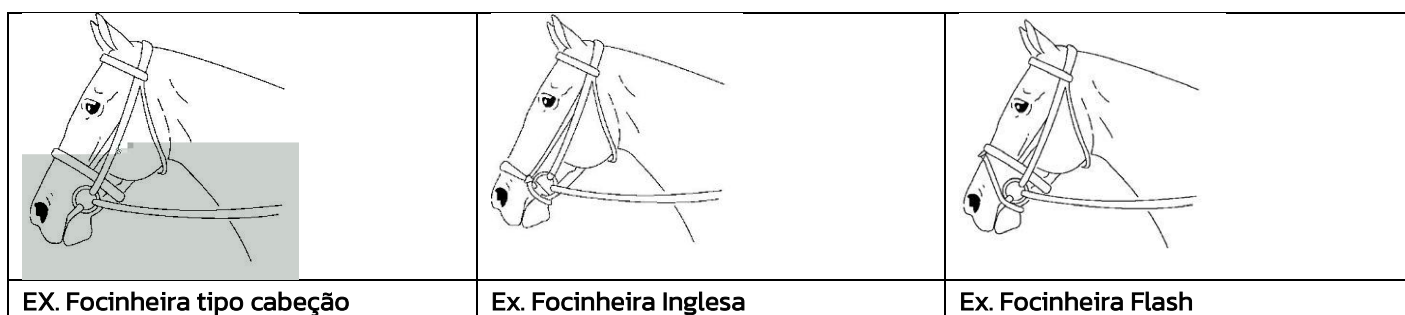 EX. Focinheira tipo cabeção
Ex. Focinheira Inglesa
Ex. Focinheira Flash